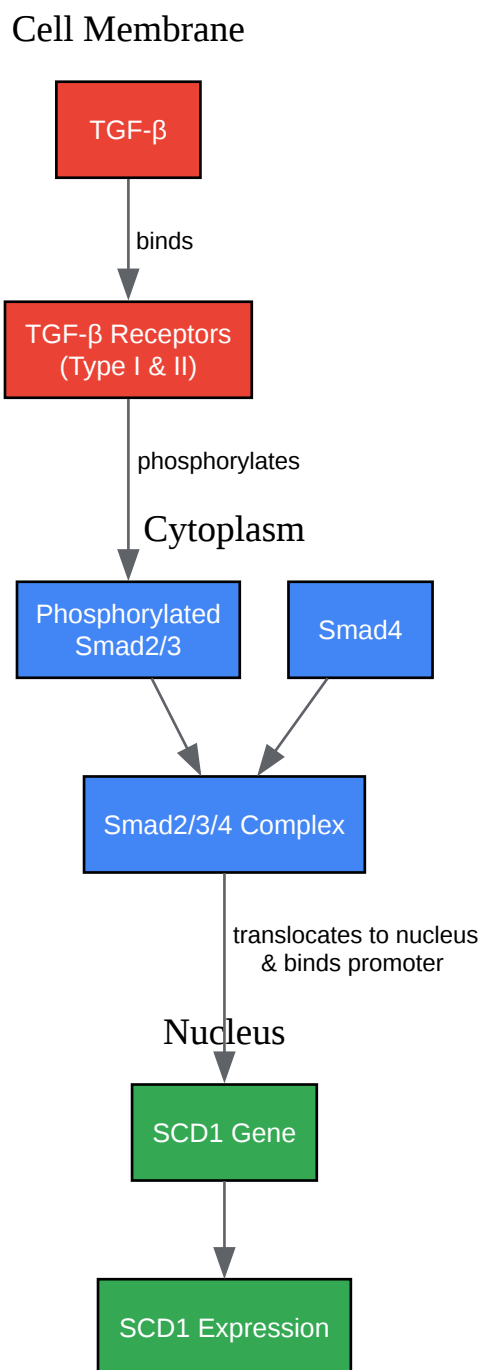 Cell Membrane
TGF-β
binds
TGF-β Receptors
(Type I & II)
phosphorylates
Cytoplasm
Phosphorylated
Smad2/3
Smad4
Smad2/3/4 Complex
translocates to nucleus
& binds promoter
Nucleus
SCD1 Gene
SCD1 Expression